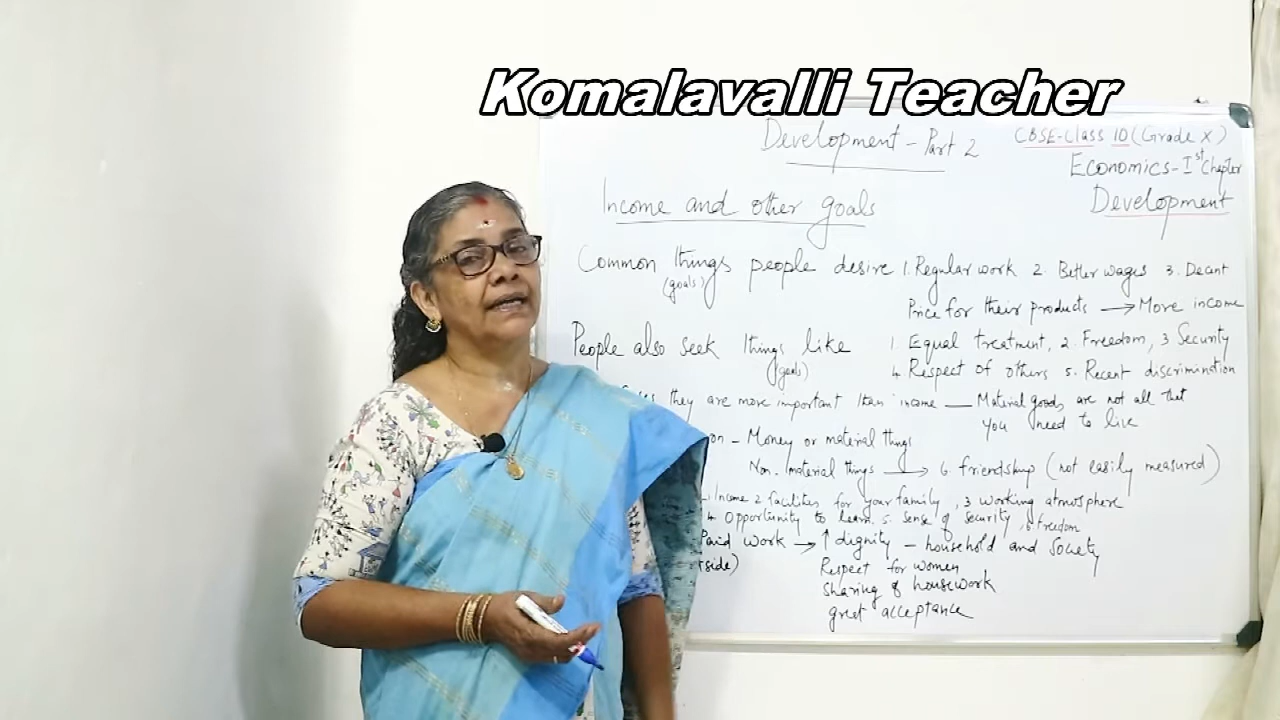 Komalavalli Teacher
Development - Part 2
CBSE-Class 10 (Grade X)
Economics - Ist Chapter
Development
Income and other goals
Common things people desire 1. Regular work 2. Better wages 3. Decent
(goals)
Price for their products → More income
People also seek things like 1. Equal treatment, 2. Freedom, 3 Security
(goals)
4. Respect of others 5. Recent discrimination
they are more important than income — Material goods are not all that
you need to live
on - Money or material things
Non-material things → 6. friendship (not easily measured)
1. Income 2 facilities for your family, 3 working atmosphere
4. Opportunity to learn. 5. Sense of security, 6 freedom
Paid work → ↑ dignity - household and society
side)
Respect for women
Sharing of housework
great acceptance